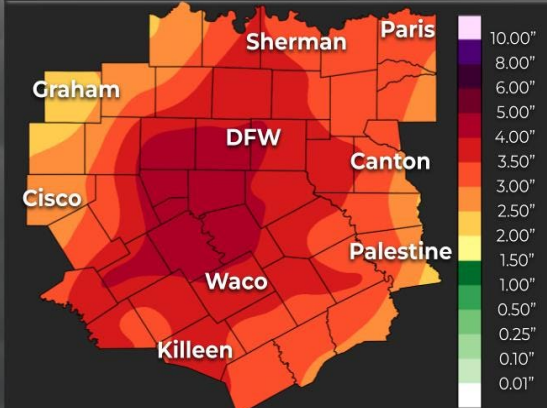 Sherman
Paris
Graham
DFW
Canton
Cisco
Palestine
Waco
Killeen
10.00”
8.00”
6.00”
5.00”
4.00”
3.50”
3.00”
2.50”
2.00”
1.50”
1.00”
0.50”
0.25”
0.10”
0.01”